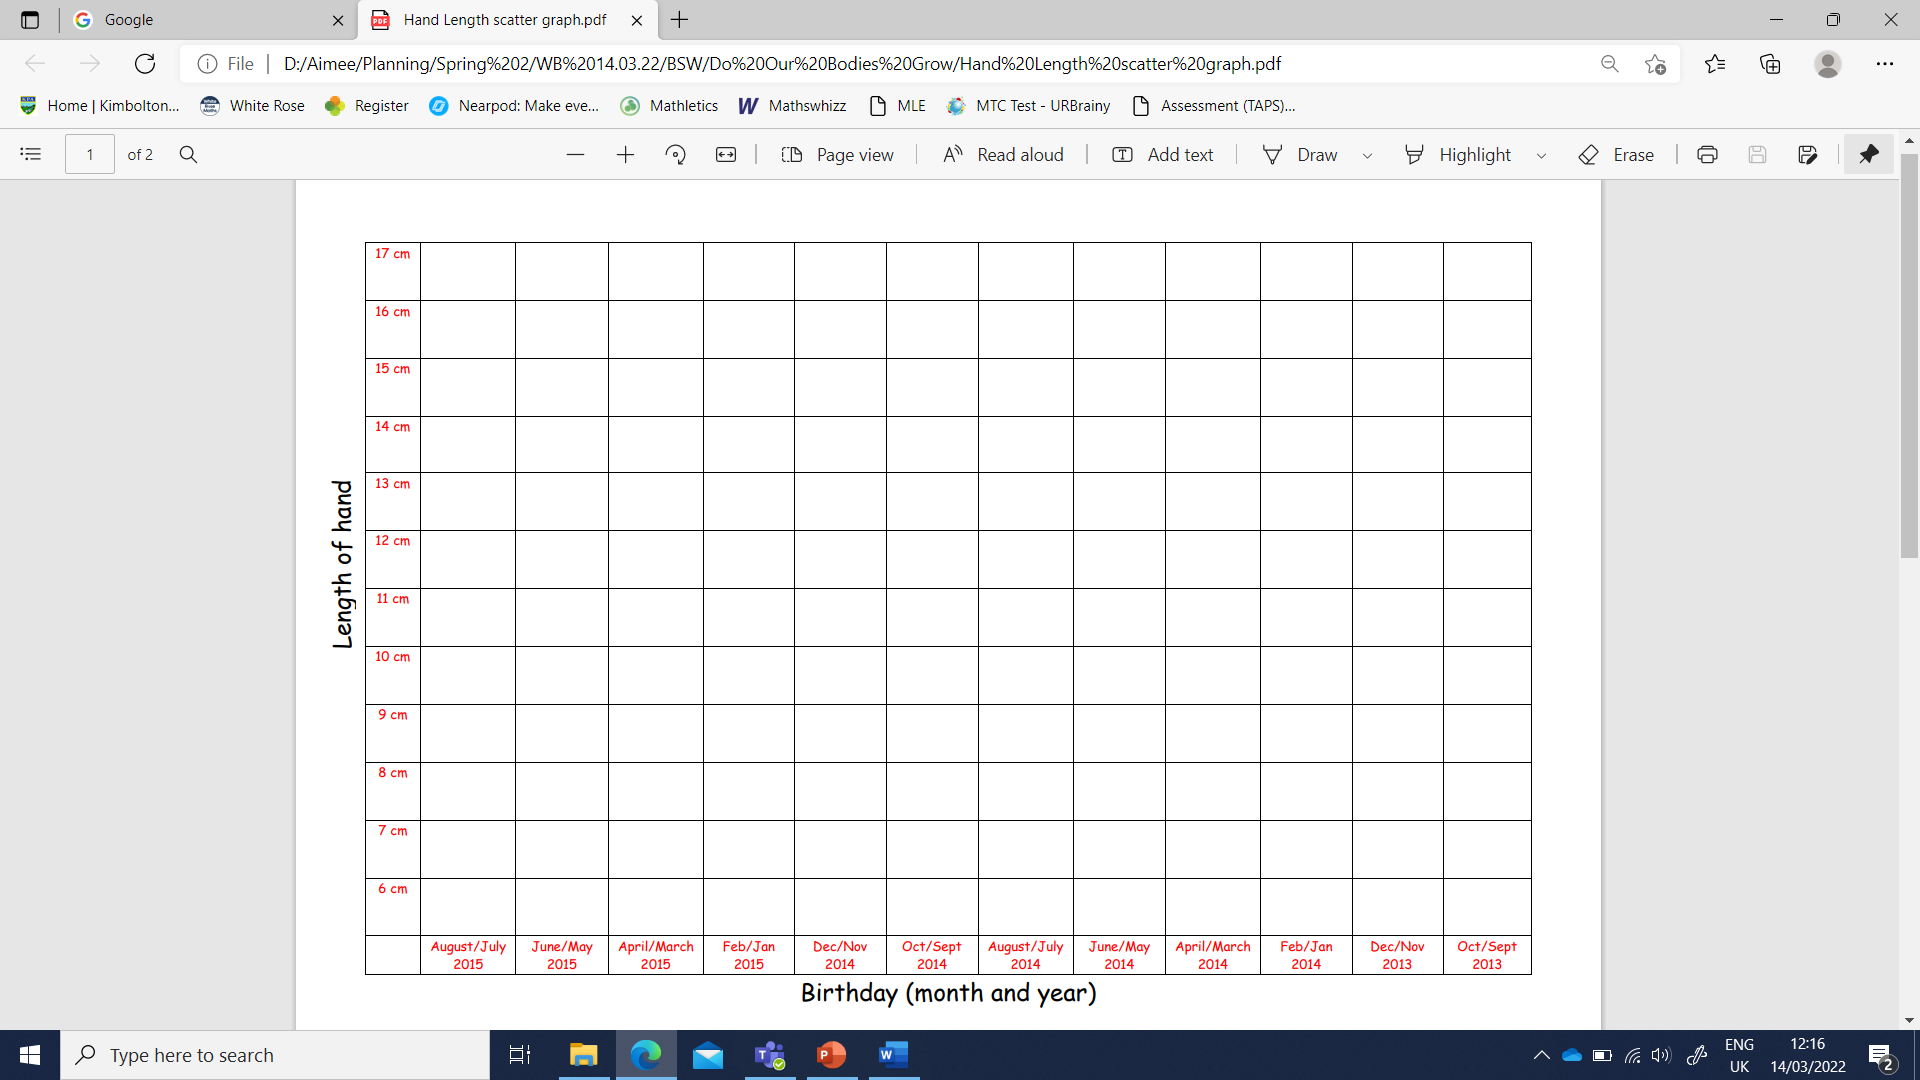 Google
Hand Length scatter graph.pdf
File
D:/Aimee/Planning/Spring%202/WB%2014.03.22/BSW/Do%20Our%20Bodies%20Grow/Hand%20Length%20scatter%20graph.pdf
Home | Kimbolton...
White Rose
Register
Nearpod: Make eve...
Mathletics
Mathswhizz
MLE
MTC Test - URBrainy
Assessment (TAPS)...
1 of 2
Page view
Read aloud
Add text
Draw
Highlight
Erase
Length of hand
17 cm
16 cm
15 cm
14 cm
13 cm
12 cm
11 cm
10 cm
9 cm
8 cm
7 cm
6 cm
August/July 2015
June/May 2015
April/March 2015
Feb/Jan 2015
Dec/Nov 2014
Oct/Sept 2014
August/July 2014
June/May 2014
April/March 2014
Feb/Jan 2014
Dec/Nov 2013
Oct/Sept 2013
Birthday (month and year)
Type here to search
ENG
UK
12:16
14/03/2022
2